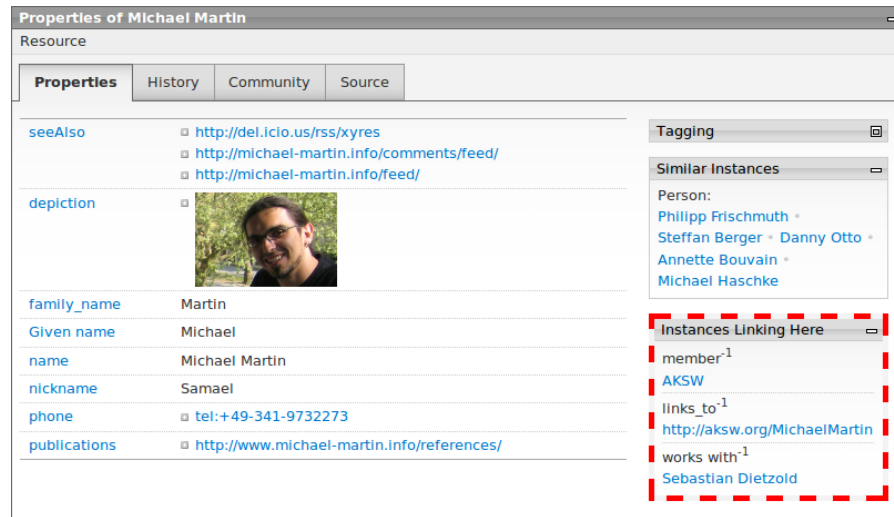 Properties of Michael Martin
Resource
Properties History Community Source
seeAlso http://del.icio.us/rss/xyres
http://michael-martin.info/comments/feed/
http://michael-martin.info/feed/
depiction
family_name Martin
Given name Michael
name Michael Martin
nickname Samael
phone tel:+49-341-9732273
publications http://www.michael-martin.info/references/
Tagging
Similar Instances
Person:
Philipp Frischmuth •
Steffan Berger • Danny Otto •
Annette Bouvain •
Michael Haschke
Instances Linking Here
member-1
AKSW
links_to-1
http://aksw.org/MichaelMartin
works with-1
Sebastian Dietzold